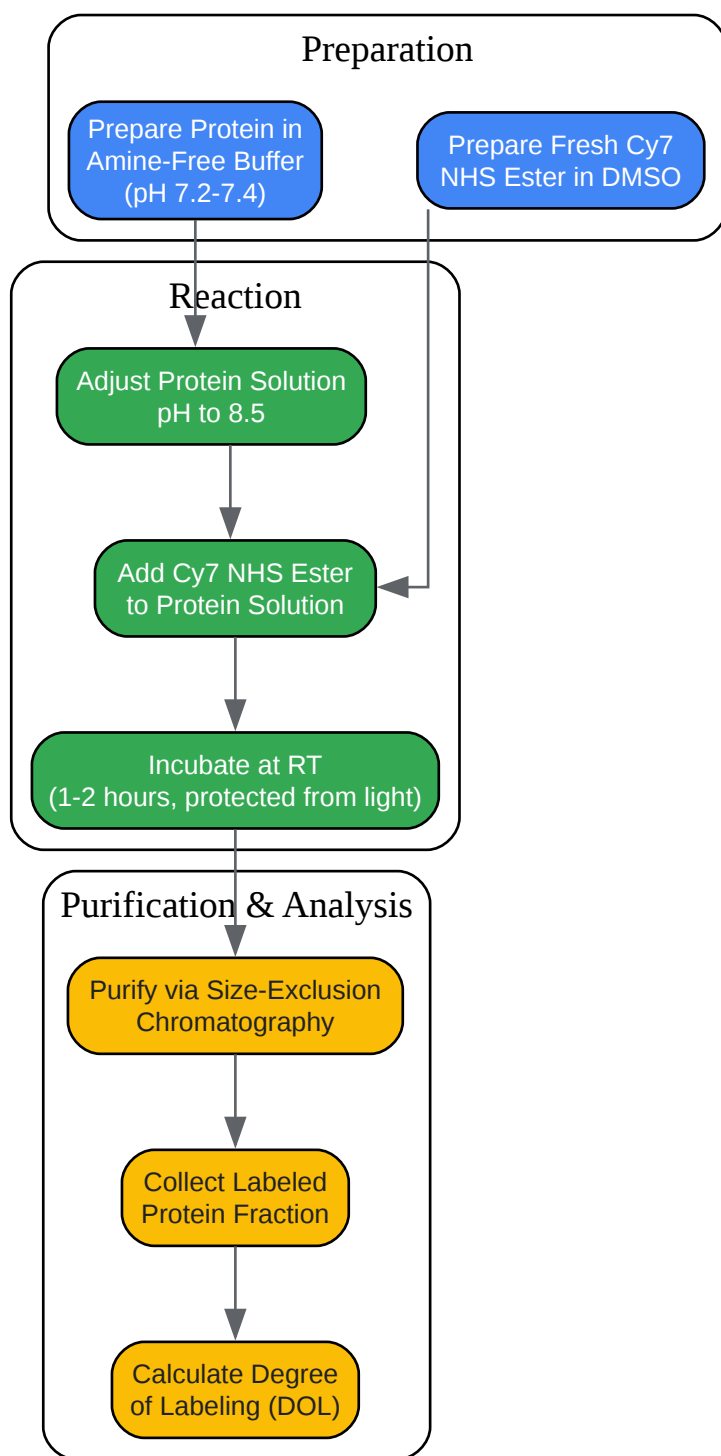 Preparation
Prepare Protein in
Amine-Free Buffer
(pH 7.2-7.4)
Prepare Fresh Cy7
NHS Ester in DMSO
Reaction
Adjust Protein Solution
pH to 8.5
Add Cy7 NHS Ester
to Protein Solution
Incubate at RT
(1-2 hours, protected from light)
Purification & Analysis
Purify via Size-Exclusion
Chromatography
Collect Labeled
Protein Fraction
Calculate Degree
of Labeling (DOL)